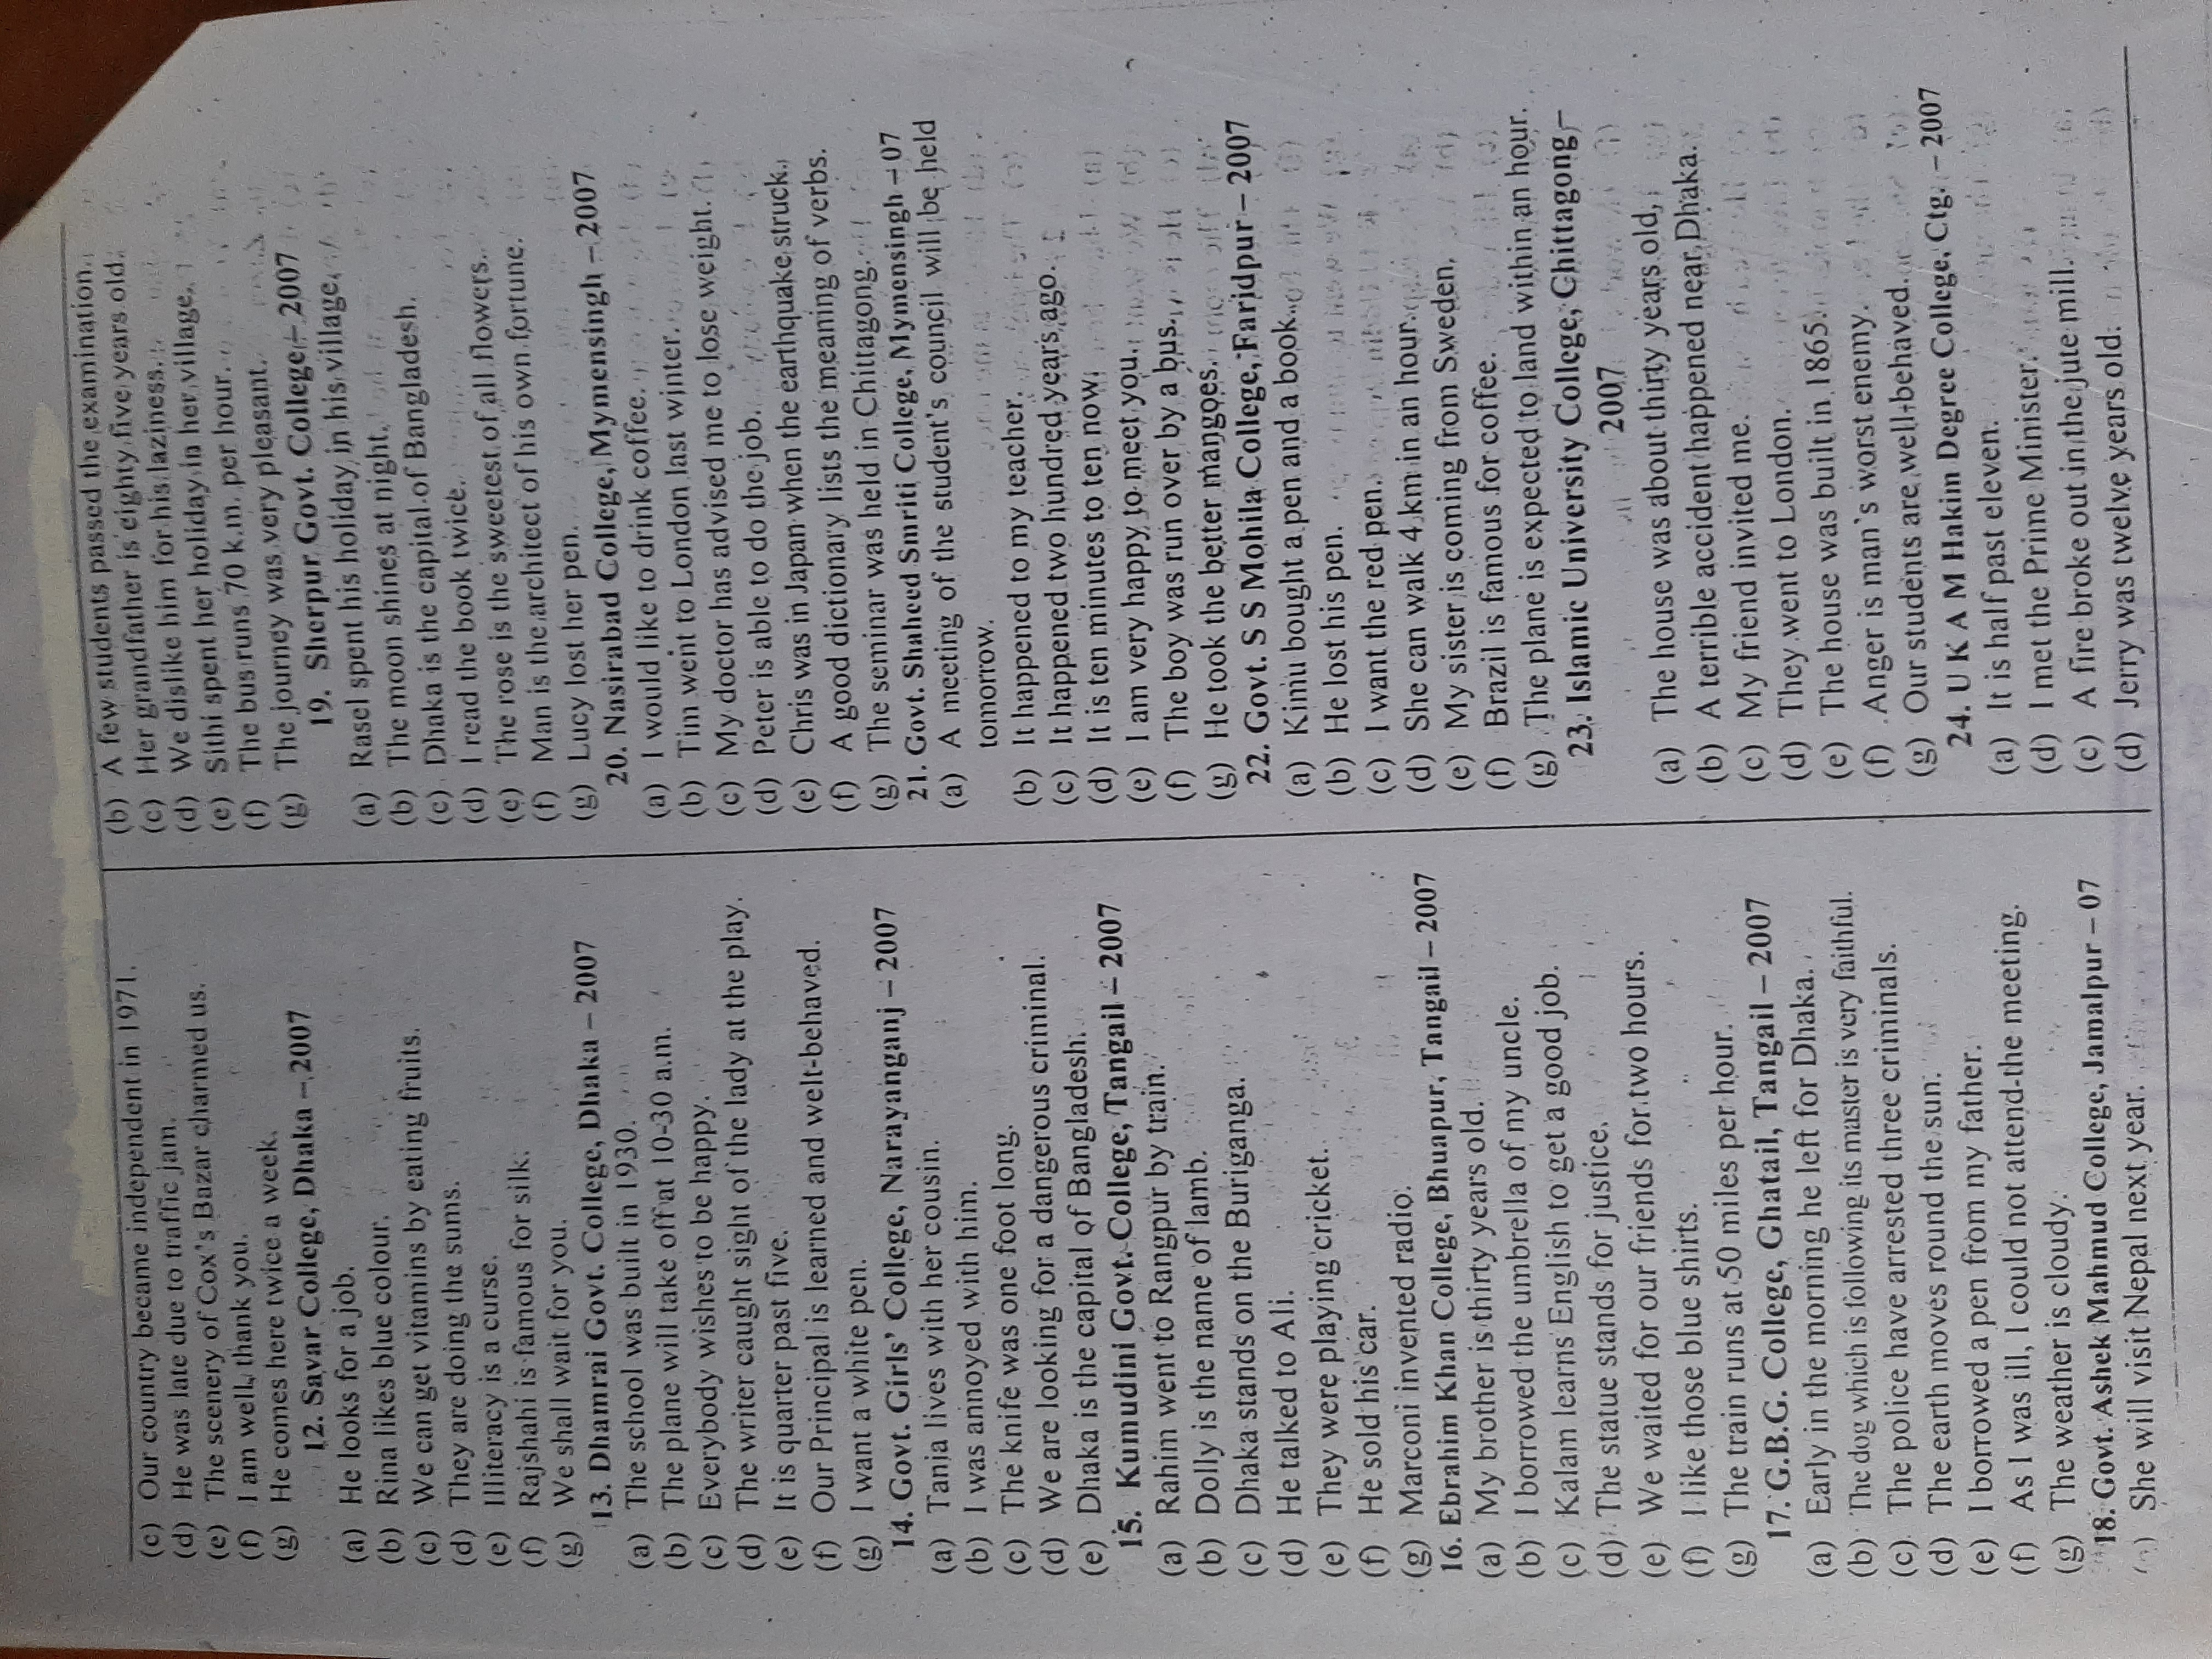 (c) Our country became independent in 1971.
(d) He was late due to traffic jam.
(e) The scenery of Cox's Bazar charmed us.
(f) I am well, thank you.
(g) He comes here twice a week.
12. Savar College, Dhaka – 2007
(a) He looks for a job.
(b) Rina likes blue colour.
(c) We can get vitamins by eating fruits.
(d) They are doing the sums.
(e) Illiteracy is a curse.
(f) Rajshahi is famous for silk.
(g) We shall wait for you.
13. Dhamrai Govt. College, Dhaka – 2007
(a) The school was built in 1930.
(b) The plane will take off at 10-30 a.m.
(c) Everybody wishes to be happy.
(d) The writer caught sight of the lady at the play.
(e) It is quarter past five.
(f) Our Principal is learned and welt-behaved.
(g) I want a white pen.
14. Govt. Girls' College, Narayanganj – 2007
(a) Tania lives with her cousin.
(b) I was annoyed with him.
(c) The knife was one foot long.
(d) We are looking for a dangerous criminal.
(e) Dhaka is the capital of Bangladesh.
15. Kumudini Govt. College, Tangail – 2007
(a) Rahim went to Rangpur by train.
(b) Dolly is the name of lamb.
(c) Dhaka stands on the Buriganga.
(d) He talked to Ali.
(e) They were playing cricket.
(f) He sold his car.
(g) Marconi invented radio.
16. Ebrahim Khan College, Bhuapur, Tangail – 2007
(a) My brother is thirty years old.
(b) I borrowed the umbrella of my uncle.
(c) Kalam learns English to get a good job.
(d) The statue stands for justice.
(e) We waited for our friends for two hours.
(f) I like those blue shirts.
(g) The train runs at 50 miles per hour.
17. G.B.G. College, Ghatail, Tangail – 2007
(a) Early in the morning he left for Dhaka.
(b) The dog which is following its master is very faithful.
(c) The police have arrested three criminals.
(d) The earth moves round the sun.
(e) I borrowed a pen from my father.
(f) As I was ill, I could not attend the meeting.
(g) The weather is cloudy.
18. Govt. Ashek Mahmud College, Jamalpur – 07
(a) She will visit Nepal next year.
(b) A few students passed the examination.
(c) Her grandfather is eighty five years old.
(d) We dislike him for his laziness.
(e) Sithi spent her holiday in her village.
(f) The bus runs 70 k.m. per hour.
(g) The journey was very pleasant.
19. Sherpur Govt. College – 2007
(a) Rasel spent his holiday in his village.
(b) The moon shines at night.
(c) Dhaka is the capital of Bangladesh.
(d) I read the book twice.
(e) The rose is the sweetest of all flowers.
(f) Man is the architect of his own fortune.
(g) Lucy lost her pen.
20. Nasirabad College, Mymensingh – 2007
(a) I would like to drink coffee.
(b) Tim went to London last winter.
(c) My doctor has advised me to lose weight.
(d) Peter is able to do the job.
(e) Chris was in Japan when the earthquake struck.
(f) A good dictionary lists the meaning of verbs.
(g) The seminar was held in Chittagong.
21. Govt. Shaheed Smriti College, Mymensingh – 07
(a) A meeting of the student's council will be held
tomorrow.
(b) It happened to my teacher.
(c) It happened two hundred years ago.
(d) It is ten minutes to ten now.
(e) I am very happy to meet you.
(f) The boy was run over by a bus.
(g) He took the better mangoes.
22. Govt. S S Mohila College, Faridpur – 2007
(a) Kimu bought a pen and a book.
(b) He lost his pen.
(c) I want the red pen.
(d) She can walk 4 km in an hour.
(e) My sister is coming from Sweden.
(f) Brazil is famous for coffee.
(g) The plane is expected to land within an hour.
23. Islamic University College, Chittagong –
2007
(a) The house was about thirty years old,
(b) A terrible accident happened near Dhaka.
(c) My friend invited me.
(d) They went to London.
(e) The house was built in 1865.
(f) Anger is man's worst enemy.
(g) Our students are well-behaved.
24. U K A M Hakim Degree College, Ctg. – 2007
(a) It is half past eleven.
(d) I met the Prime Minister.
(c) A fire broke out in the jute mill.
(d) Jerry was twelve years old.